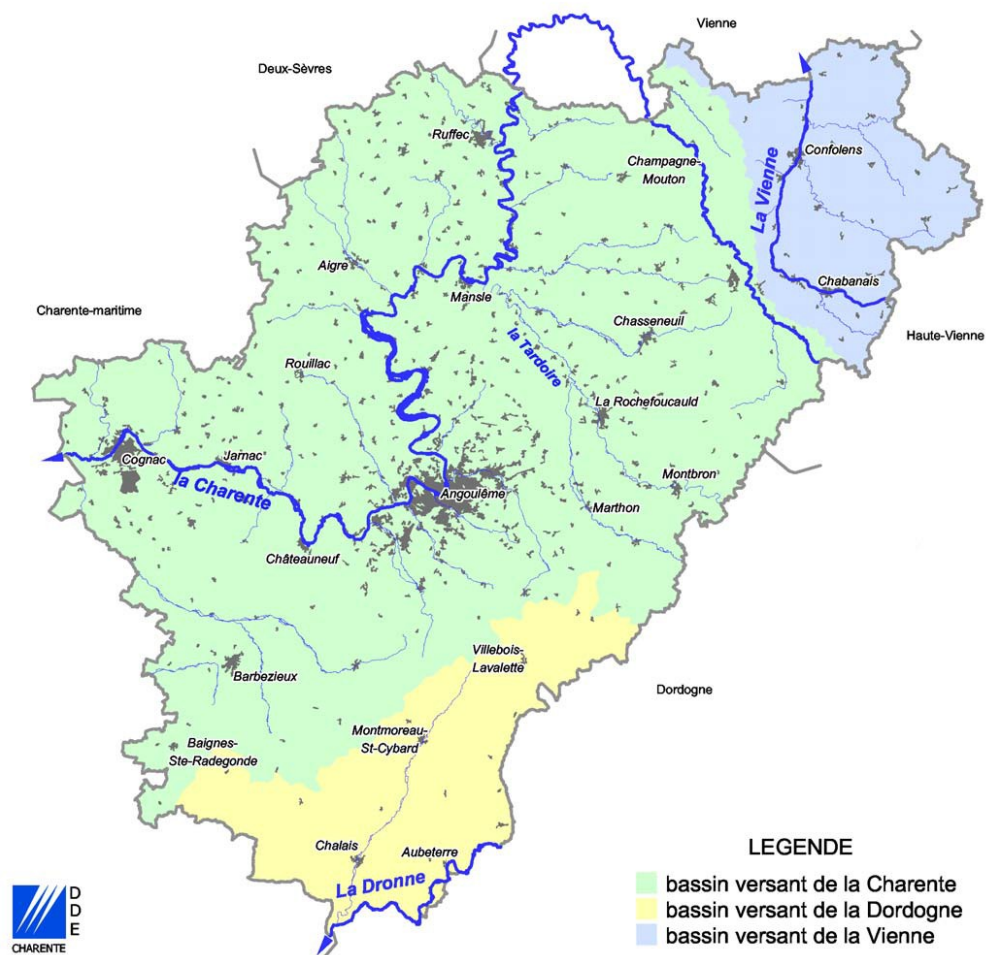 Vienne
Deux-Sèvres
Ruffec
Confolens
Champagne-
Mouton
La Vienne
Aigre
Mansle
Chabanais
Charente-maritime
Chasseneuil
Haute-Vienne
la Tardoire
Rouillac
La Rochefoucauld
Cognac
Jarnac
la Charente
Angoulême
Montbron
Marthon
Châteauneuf
Villebois-
Lavalette
Barbezieux
Dordogne
Montmoreau-
St-Cybard
Baignes-
Ste-Radegonde
Chalais
Aubeterre
La Dronne
LEGENDE
bassin versant de la Charente
bassin versant de la Dordogne
bassin versant de la Vienne
D
D
E
CHARENTE